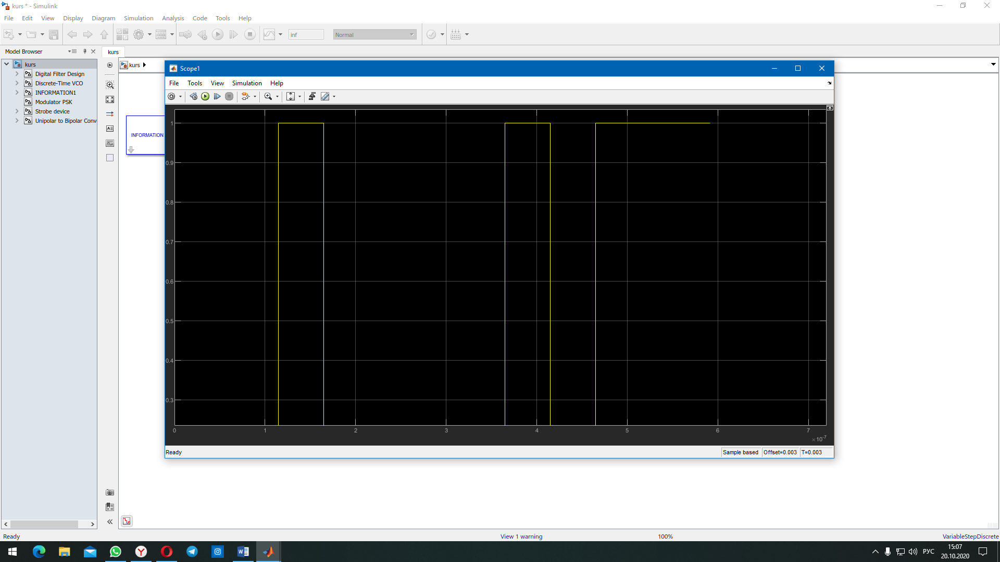 kurs * - Simulink
File Edit View Display Diagram Simulation Analysis Code Tools Help
inf Normal
Model Browser
kurs
kurs
Digital Filter Design
Discrete-Time VCO
INFORMATION1
Modulator PSK
Strobe device
Unipolar to Bipolar Conv
kurs
INFORMATION
Scope1
File Tools View Simulation Help
1
0.9
0.8
0.7
0.6
0.5
0.4
0.3
0 1 2 3 4 5 6 7
×10⁻⁷
Ready Sample based Offset=0.003 T=0.003
Ready View 1 warning 100% VariableStepDiscrete
РУС 15:07
20.10.2020